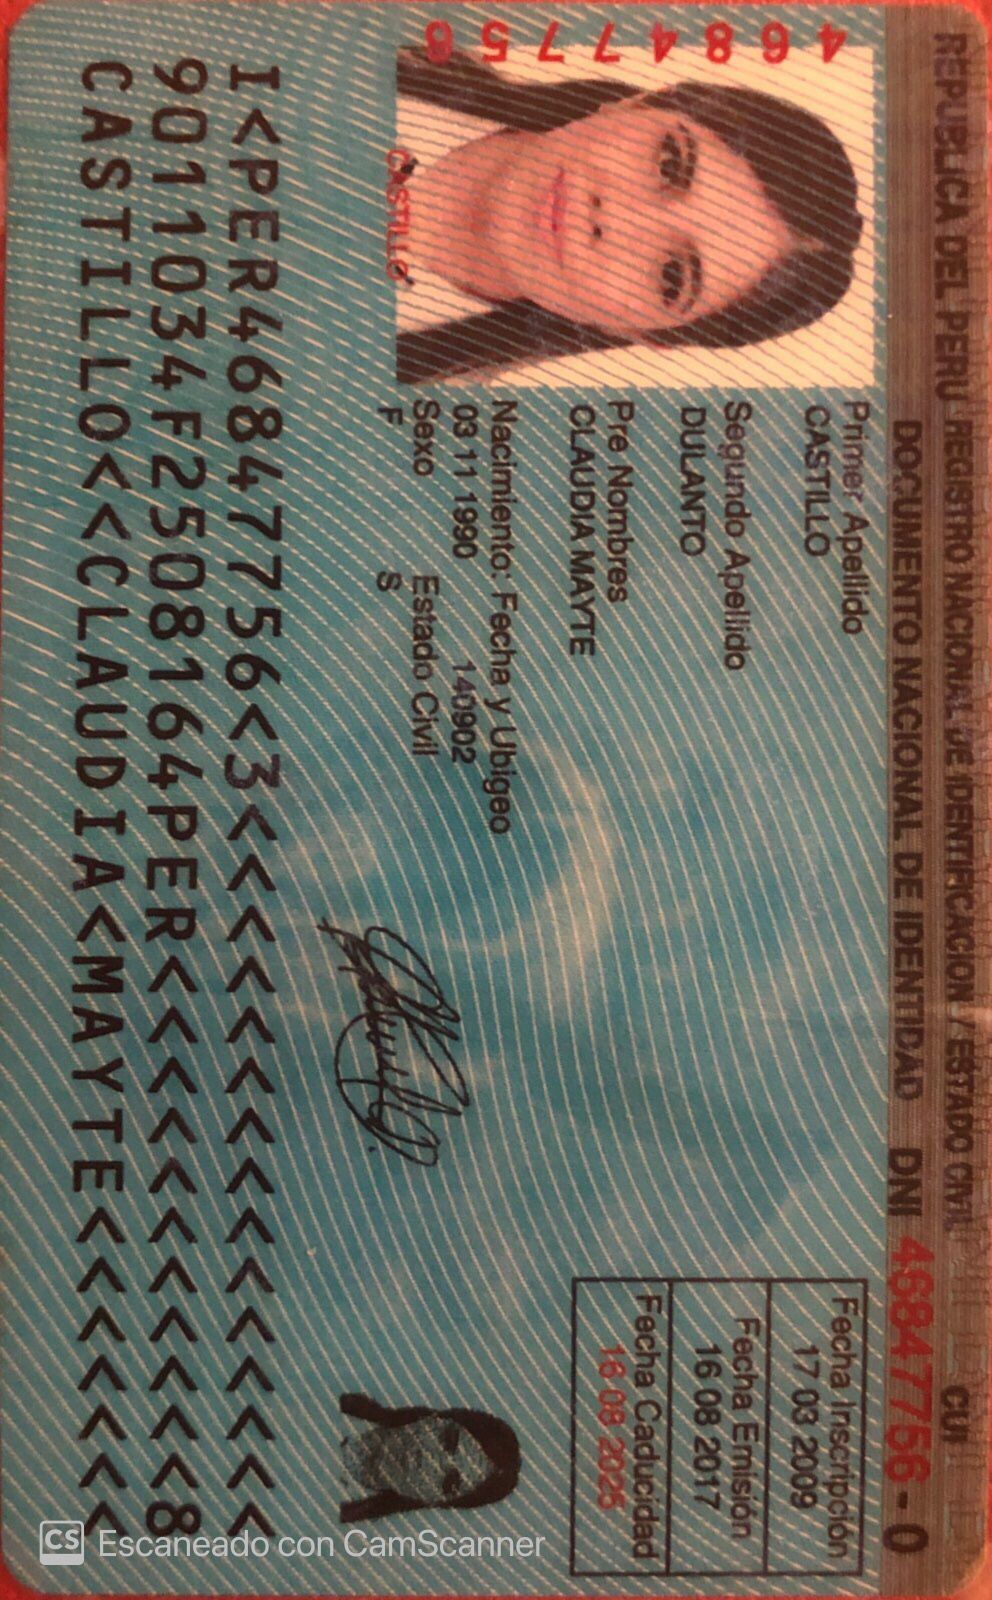 REPUBLICA DEL PERU REGISTRO NACIONAL DE IDENTIFICACION / ESTADO CIVIL
DOCUMENTO NACIONAL DE IDENTIDAD DNI 46847756 - 0
CUI
46847756
CASTILLO
Primer Apellido
CASTILLO
Segundo Apellido
DULANTO
Pre Nombres
CLAUDIA MAYTE
Nacimiento: Fecha y Ubigeo
03 11 1990 140902
Sexo Estado Civil
F S
Fecha Inscripción
17 03 2009
Fecha Emisión
16 08 2017
Fecha Caducidad
16 08 2025
I<PER46847756<3<<<<<<<<<<<<<<<
9011034F2508164PER<<<<<<<<<<<8
CASTILLO<<CLAUDIA<MAYTE<<<<<<<
CS Escaneado con CamScanner